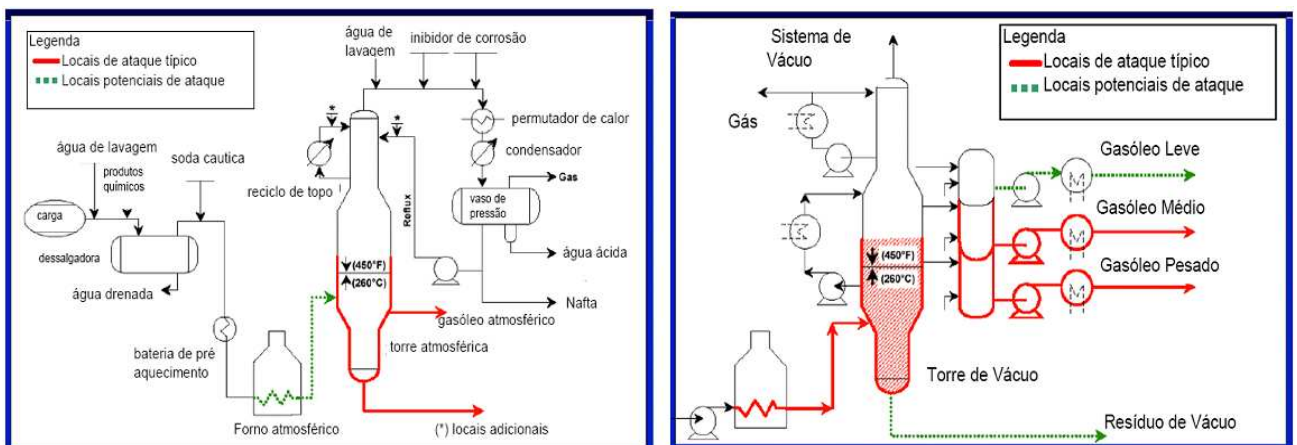 Legenda
Locais de ataque típico
Locais potenciais de ataque
água de
lavagem
inibidor de corrosão
*
*
permutador de calor
condensador
água de lavagem
produtos
químicos
soda cautica
reciclo de topo
Reflux
Gas
vaso de
pressão
carga
dessalgadora
água ácida
água drenada
(450°F)
(260°C)
Nafta
gasóleo atmosférico
torre atmosférica
bateria de pré
aquecimento
Forno atmosférico
(*) locais adicionais
Sistema de
Vácuo
Legenda
Locais de ataque típico
Locais potenciais de ataque
Gás
Gasóleo Leve
Gasóleo Médio
(450°F)
(260°C)
Gasóleo Pesado
Torre de Vácuo
Resíduo de Vácuo